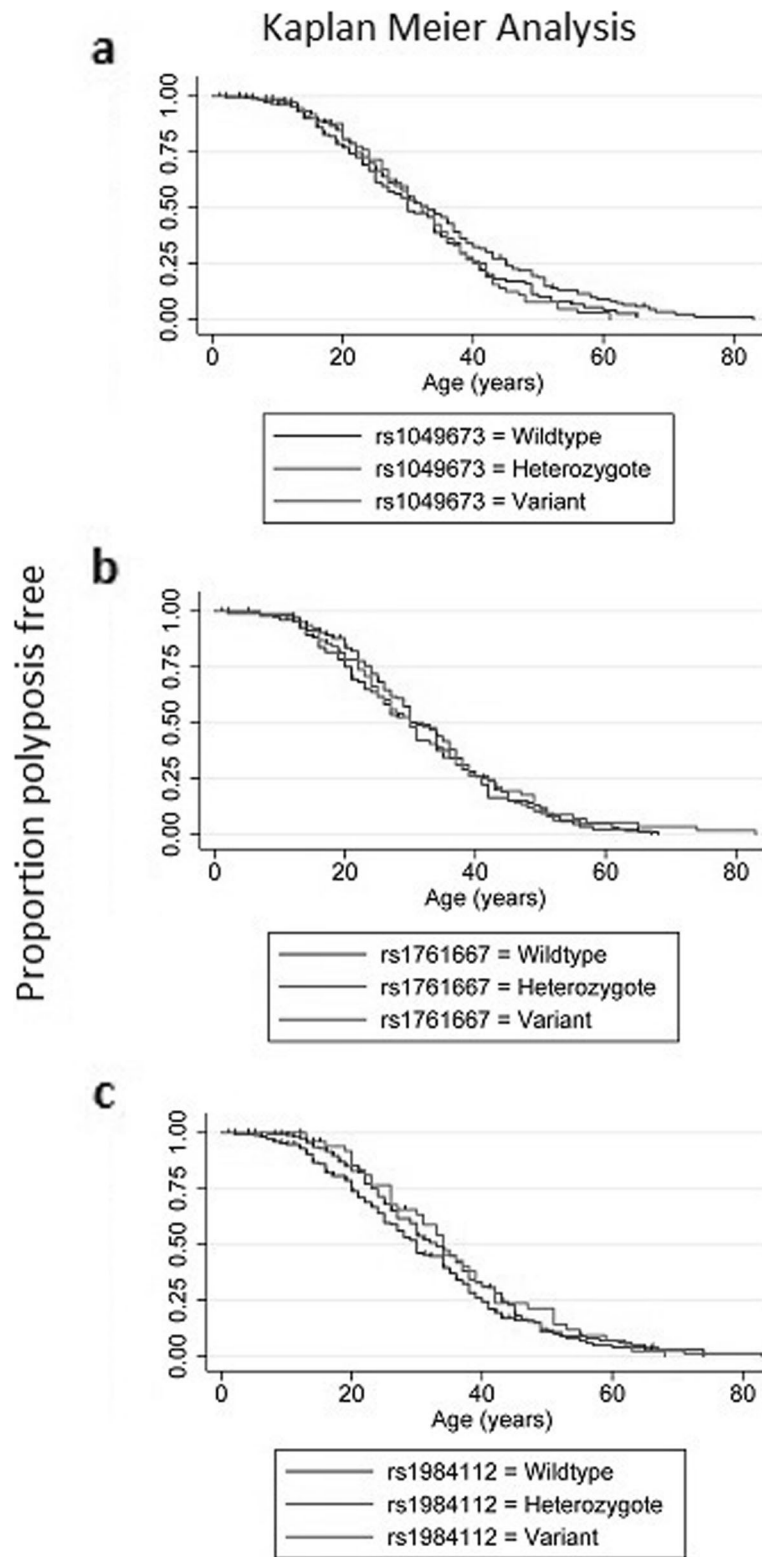 Kaplan Meier Analysis
a
1.00
0.75
0.50
0.25
0.00
0 20 40 60 80
Age (years)
rs1049673 = Wildtype
rs1049673 = Heterozygote
rs1049673 = Variant
Proportion polyposis free
b
1.00
0.75
0.50
0.25
0.00
0 20 40 60 80
Age (years)
rs1761667 = Wildtype
rs1761667 = Heterozygote
rs1761667 = Variant
c
1.00
0.75
0.50
0.25
0.00
0 20 40 60 80
Age (years)
rs1984112 = Wildtype
rs1984112 = Heterozygote
rs1984112 = Variant